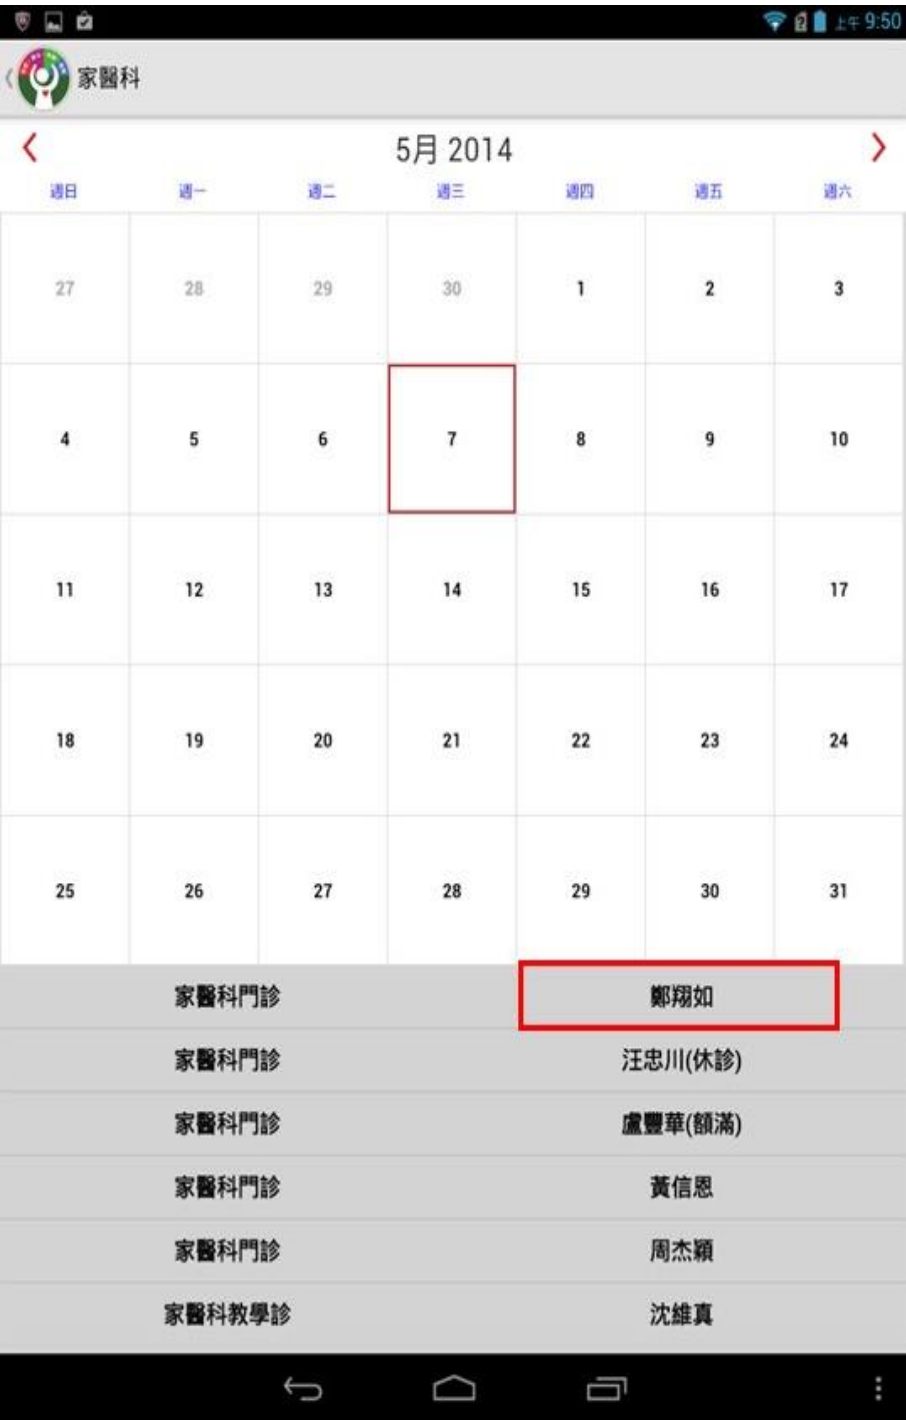 上午 9:50
家醫科
5月 2014
週日 週一 週二 週三 週四 週五 週六
27 28 29 30 1 2 3
4 5 6 7 8 9 10
11 12 13 14 15 16 17
18 19 20 21 22 23 24
25 26 27 28 29 30 31
家醫科門診 鄭翔如
家醫科門診 汪忠川(休診)
家醫科門診 盧豐華(額滿)
家醫科門診 黃信恩
家醫科門診 周杰穎
家醫科教學診 沈維真